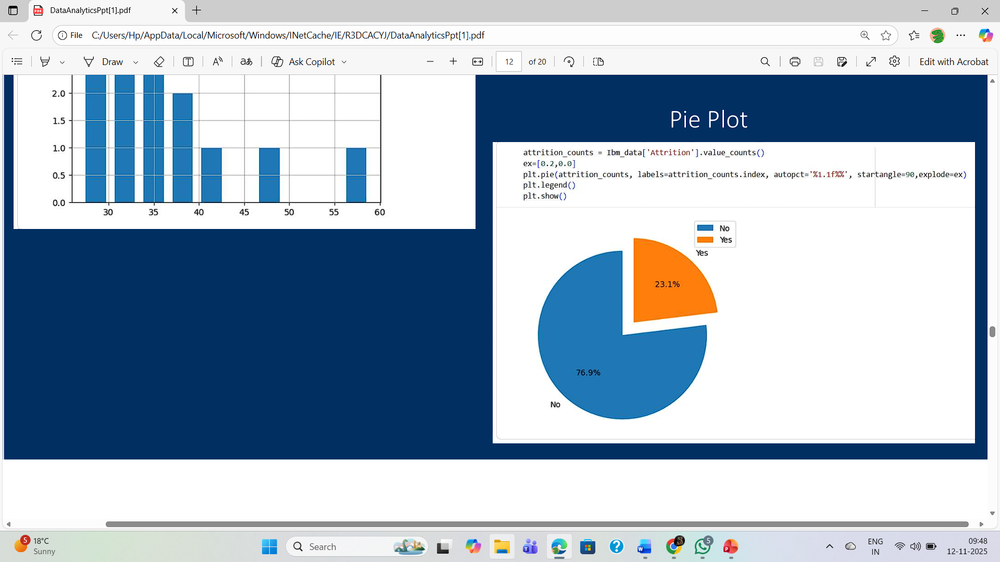 DataAnalyticsPpt[1].pdf
File C:/Users/Hp/AppData/Local/Microsoft/Windows/INetCache/IE/R3DCACYJ/DataAnalyticsPpt[1].pdf
Draw
aあ
Ask Copilot
12 of 20
Edit with Acrobat
2.0
1.5
1.0
0.5
0.0
30 35 40 45 50 55 60
Pie Plot
attrition_counts = Ibm_data['Attrition'].value_counts()
ex=[0.2,0.0]
plt.pie(attrition_counts, labels=attrition_counts.index, autopct='%1.1f%%', startangle=90,explode=ex)
plt.legend()
plt.show()
No
Yes
Yes
23.1%
76.9%
No
5
18°C
Sunny
Search
5
ENG
IN
09:48
12-11-2025